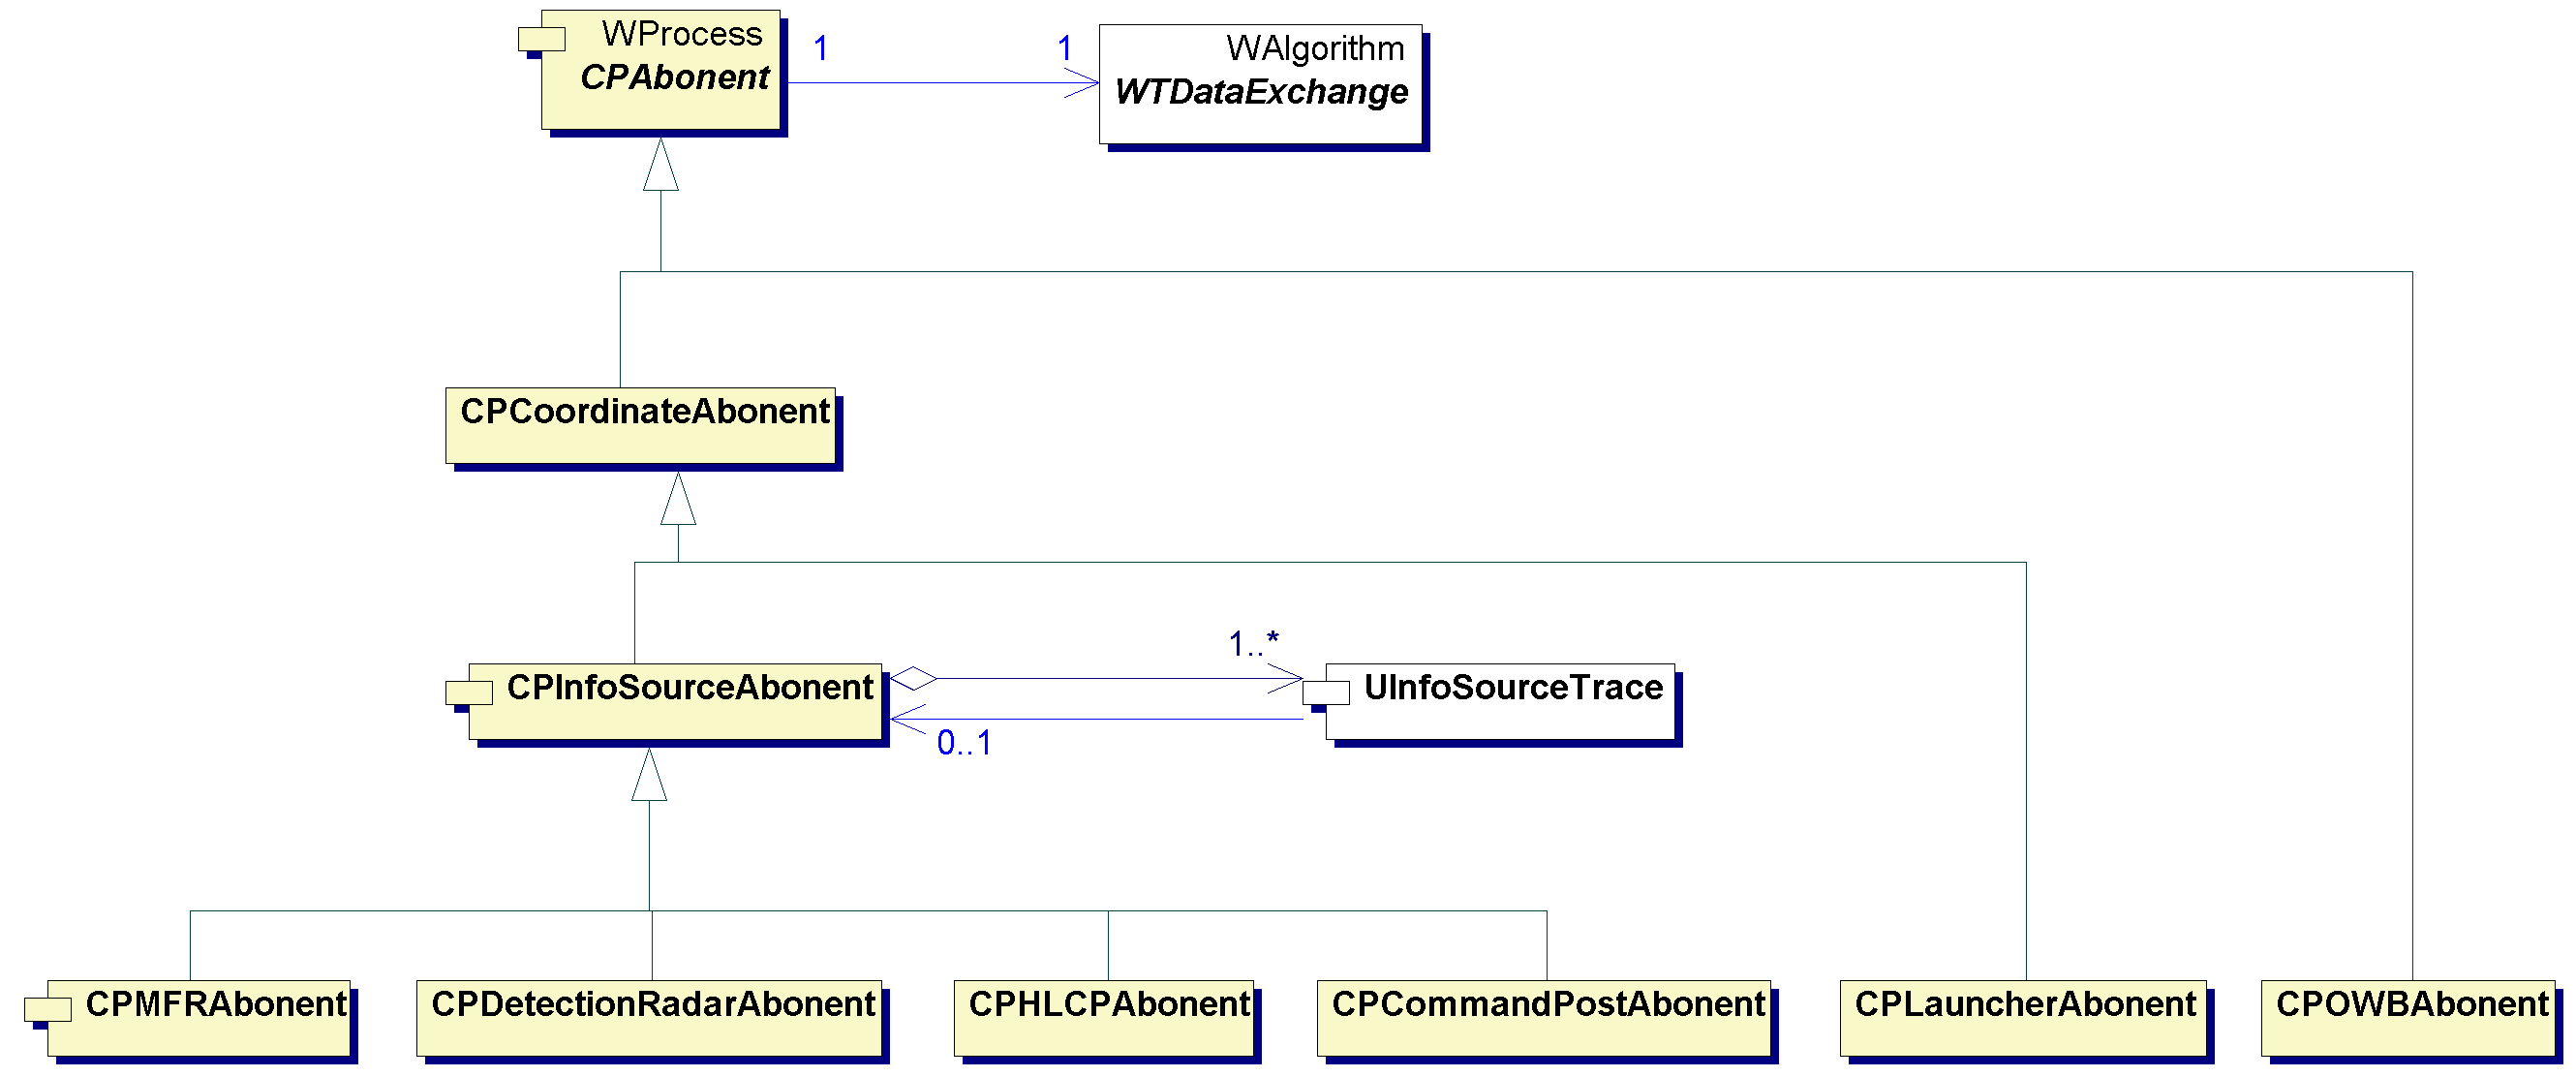 WProcess
CPAbonent
1
1
WAlgorithm
WTDataExchange
CPCoordinateAbonent
CPInfoSourceAbonent
1..*
0..1
UInfoSourceTrace
CPMFRAbonent
CPDetectionRadarAbonent
CPHLCPAbonent
CPCommandPostAbonent
CPLauncherAbonent
CPOWBAbonent